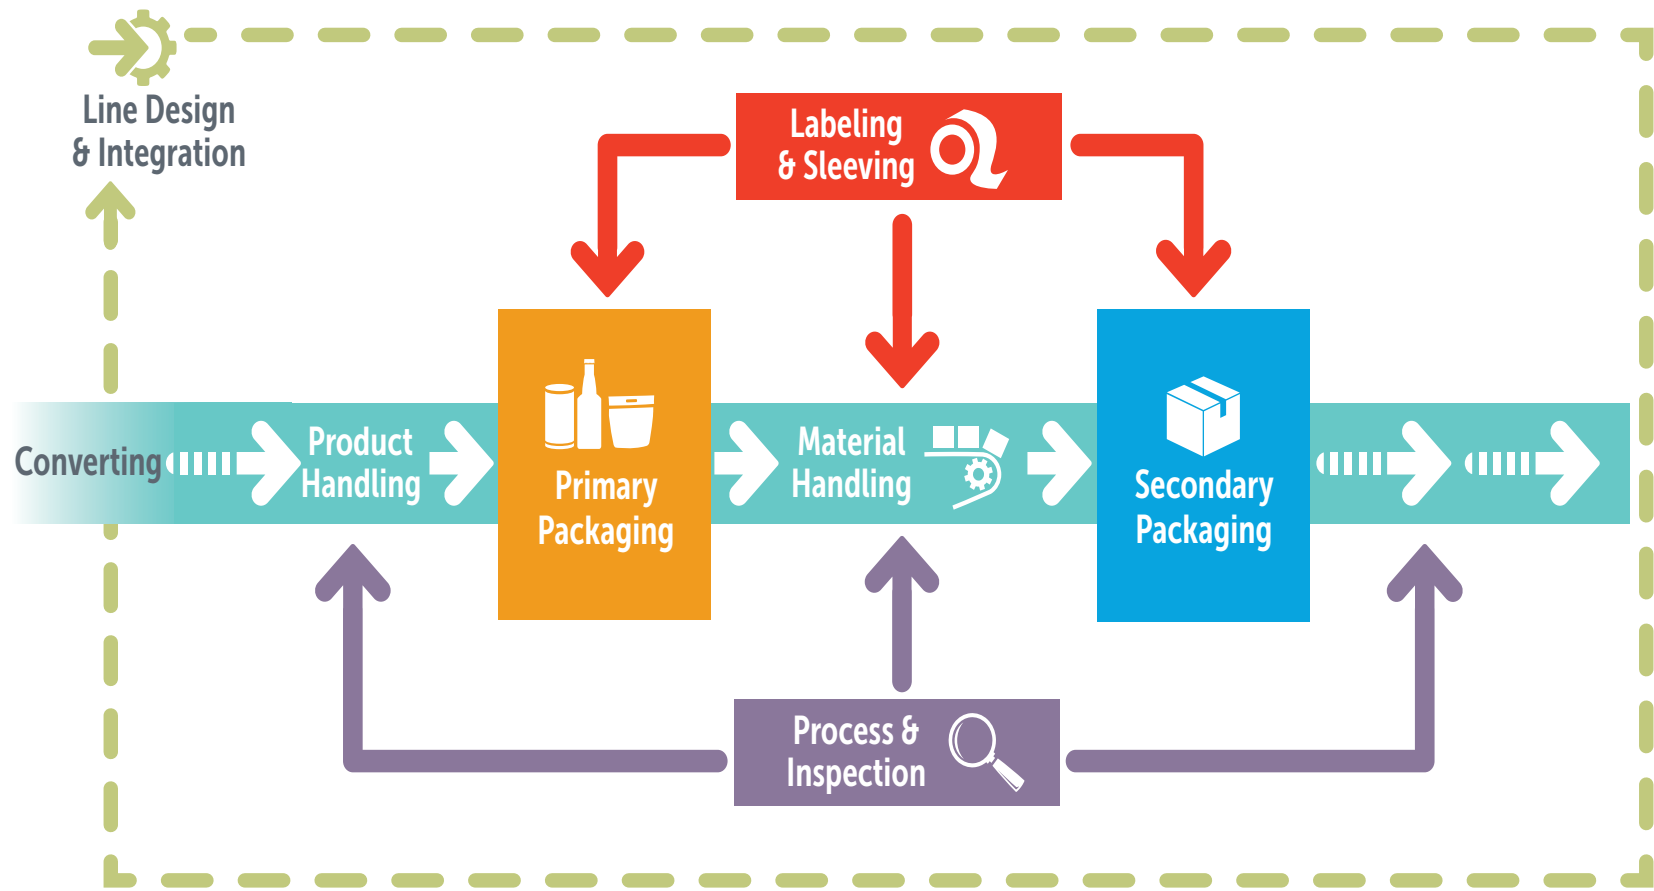 Line Design
& Integration
Labeling
& Sleeving
Converting
Product
Handling
Primary
Packaging
Material
Handling
Secondary
Packaging
Process &
Inspection